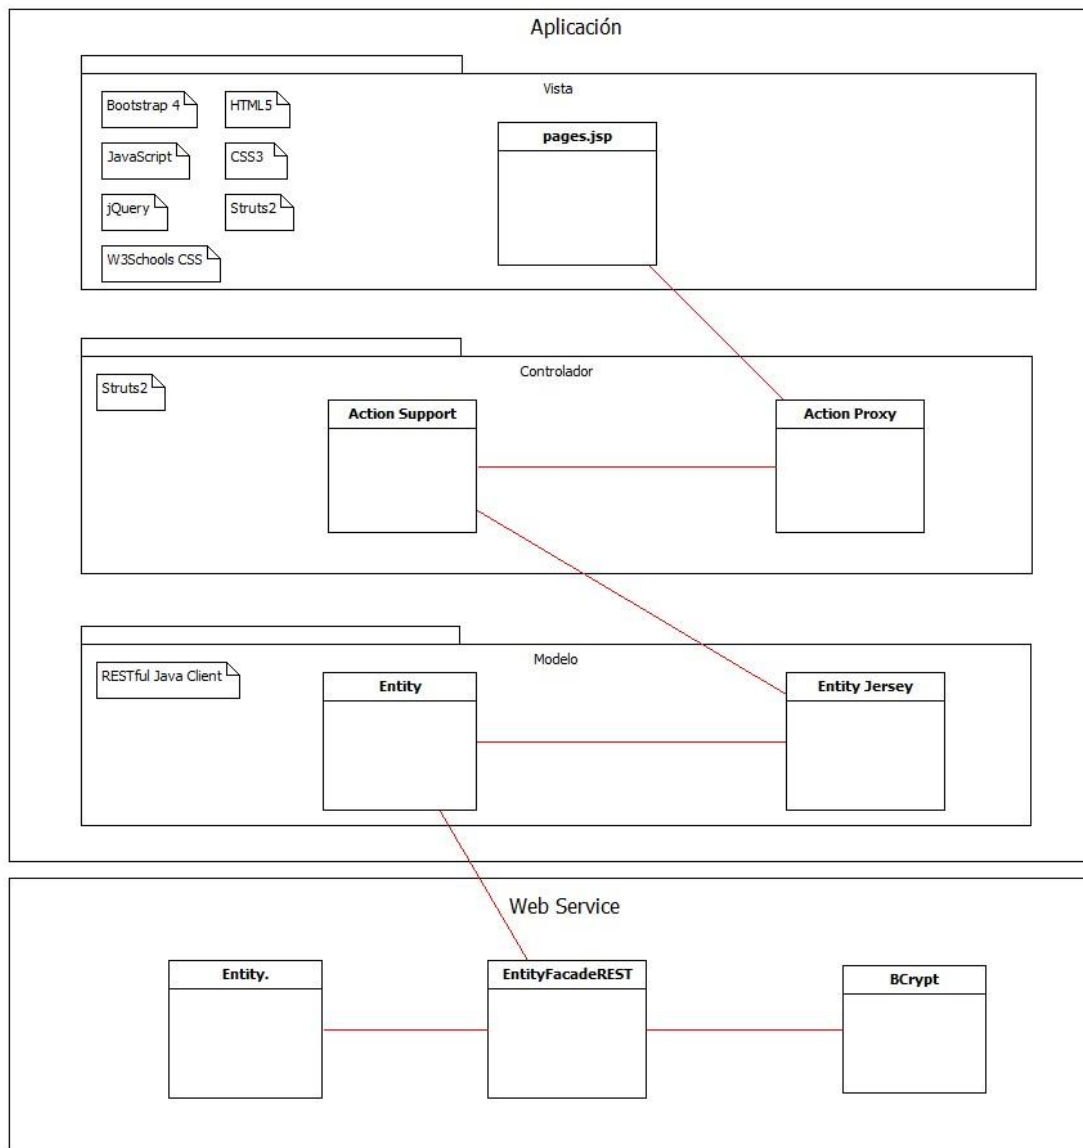 Aplicación
Vista
Bootstrap 4
HTML5
pages.jsp
JavaScript
CSS3
jQuery
Struts2
W3Schools CSS
Controlador
Struts2
Action Support
Action Proxy
Modelo
RESTful Java Client
Entity
Entity Jersey
Web Service
Entity.
EntityFacadeREST
BCrypt